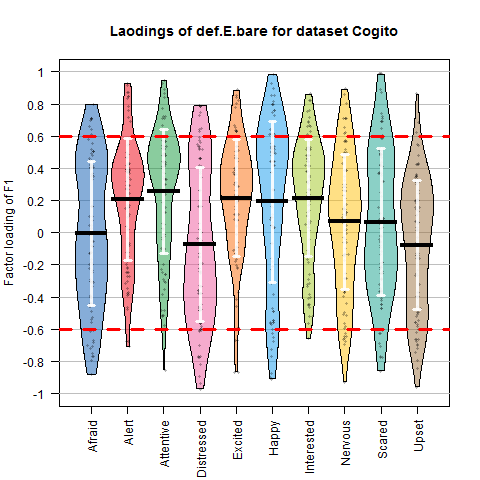 Laodings of def.E.bare for dataset Cogito
Factor loading of F1
1
0.8
0.6
0.4
0.2
0
-0.2
-0.4
-0.6
-0.8
-1
Afraid
Alert
Attentive
Distressed
Excited
Happy
Interested
Nervous
Scared
Upset